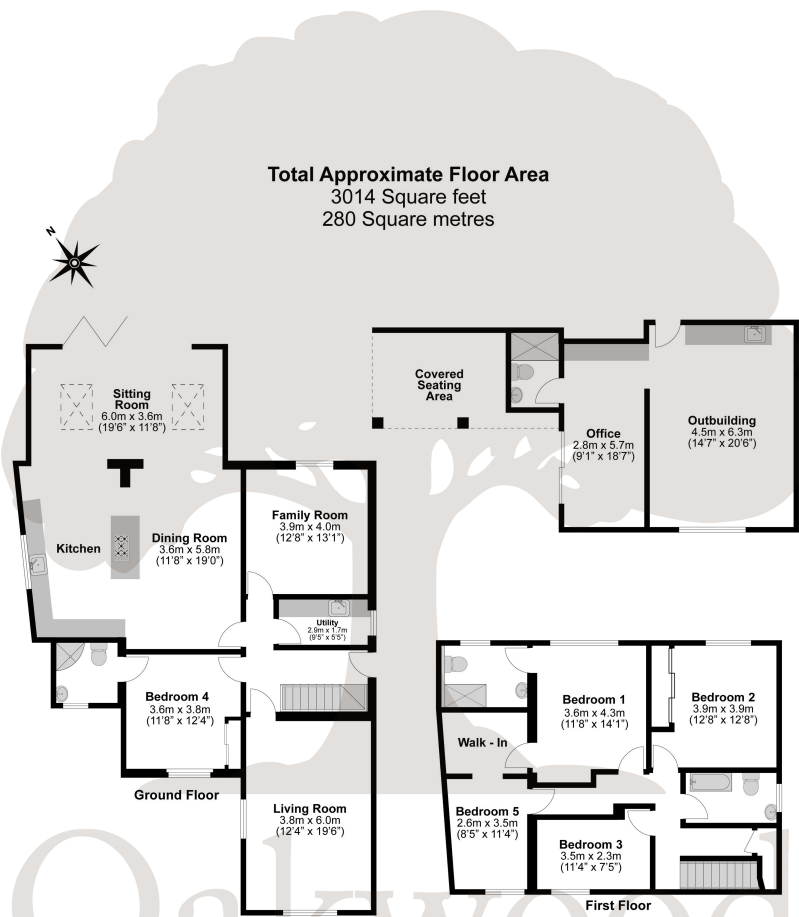 Total Approximate Floor Area
3014 Square feet
280 Square metres
N
Sitting
Room
6.0m x 3.6m
(19'6" x 11'8")
Covered
Seating
Area
Office
2.8m x 5.7m
(9'1" x 18'7")
Outbuilding
4.5m x 6.3m
(14'7" x 20'6")
Kitchen
Dining Room
3.6m x 5.8m
(11'8" x 19'0")
Family Room
3.9m x 4.0m
(12'8" x 13'1")
Utility
2.9m x 1.7m
(9'5" x 5'5")
Bedroom 4
3.6m x 3.8m
(11'8" x 12'4")
Ground Floor
Living Room
3.8m x 6.0m
(12'4" x 19'6")
Bedroom 1
3.6m x 4.3m
(11'8" x 14'1")
Bedroom 2
3.9m x 3.9m
(12'8" x 12'8")
Walk - In
Bedroom 5
2.6m x 3.5m
(8'5" x 11'4")
Bedroom 3
3.5m x 2.3m
(11'4" x 7'5")
First Floor
Oakwood